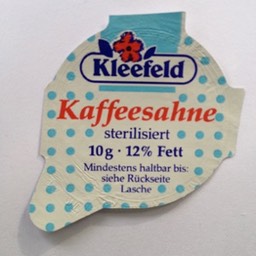 Kleefeld
Kaffeesahne
sterilisiert
10g · 12% Fett
Mindestens haltbar bis:
siehe Rückseite
Lasche